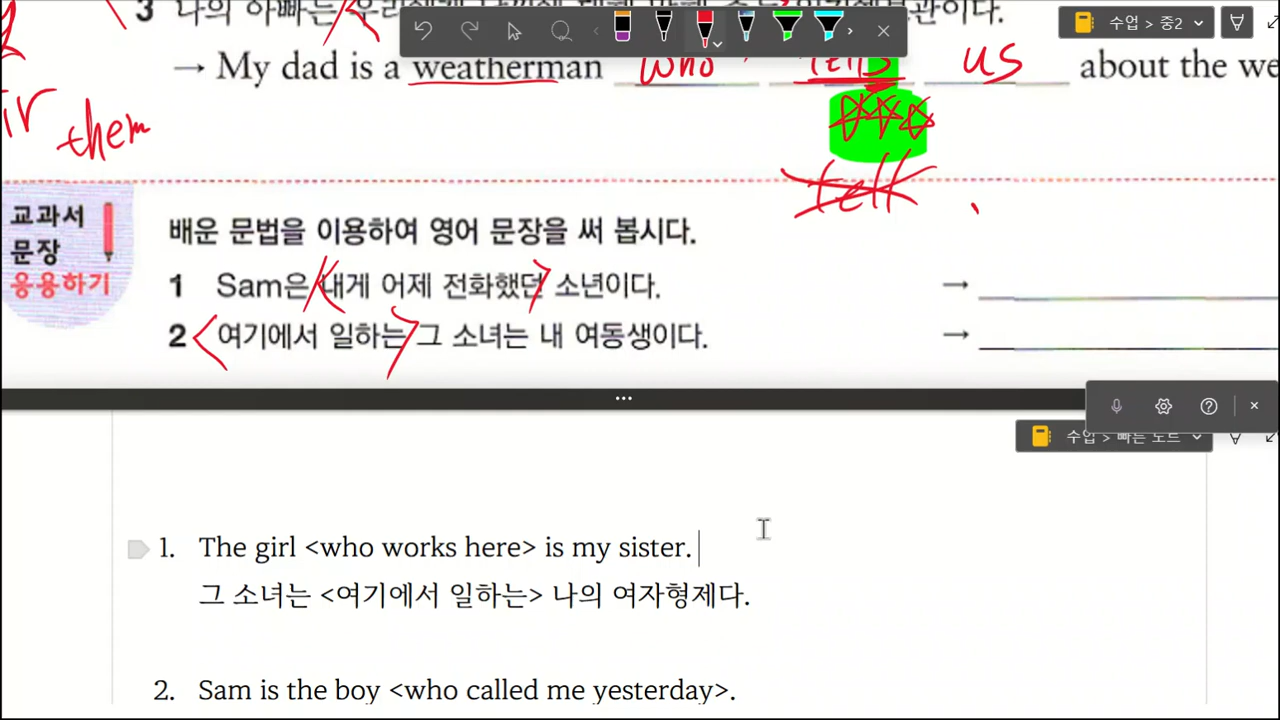 3 나의 아빠는
수업 > 중2
→ My dad is a weatherman who tells us about the we
them
tell
교과서
문장
응용하기
배운 문법을 이용하여 영어 문장을 써 봅시다.
1 Sam은 내게 어제 전화했던 소년이다. →
2 <여기에서 일하는> 그 소녀는 내 여동생이다. →
수업 > 빠른 노트
1. The girl <who works here> is my sister.
그 소녀는 <여기에서 일하는> 나의 여자형제다.
2. Sam is the boy <who called me yesterday>.